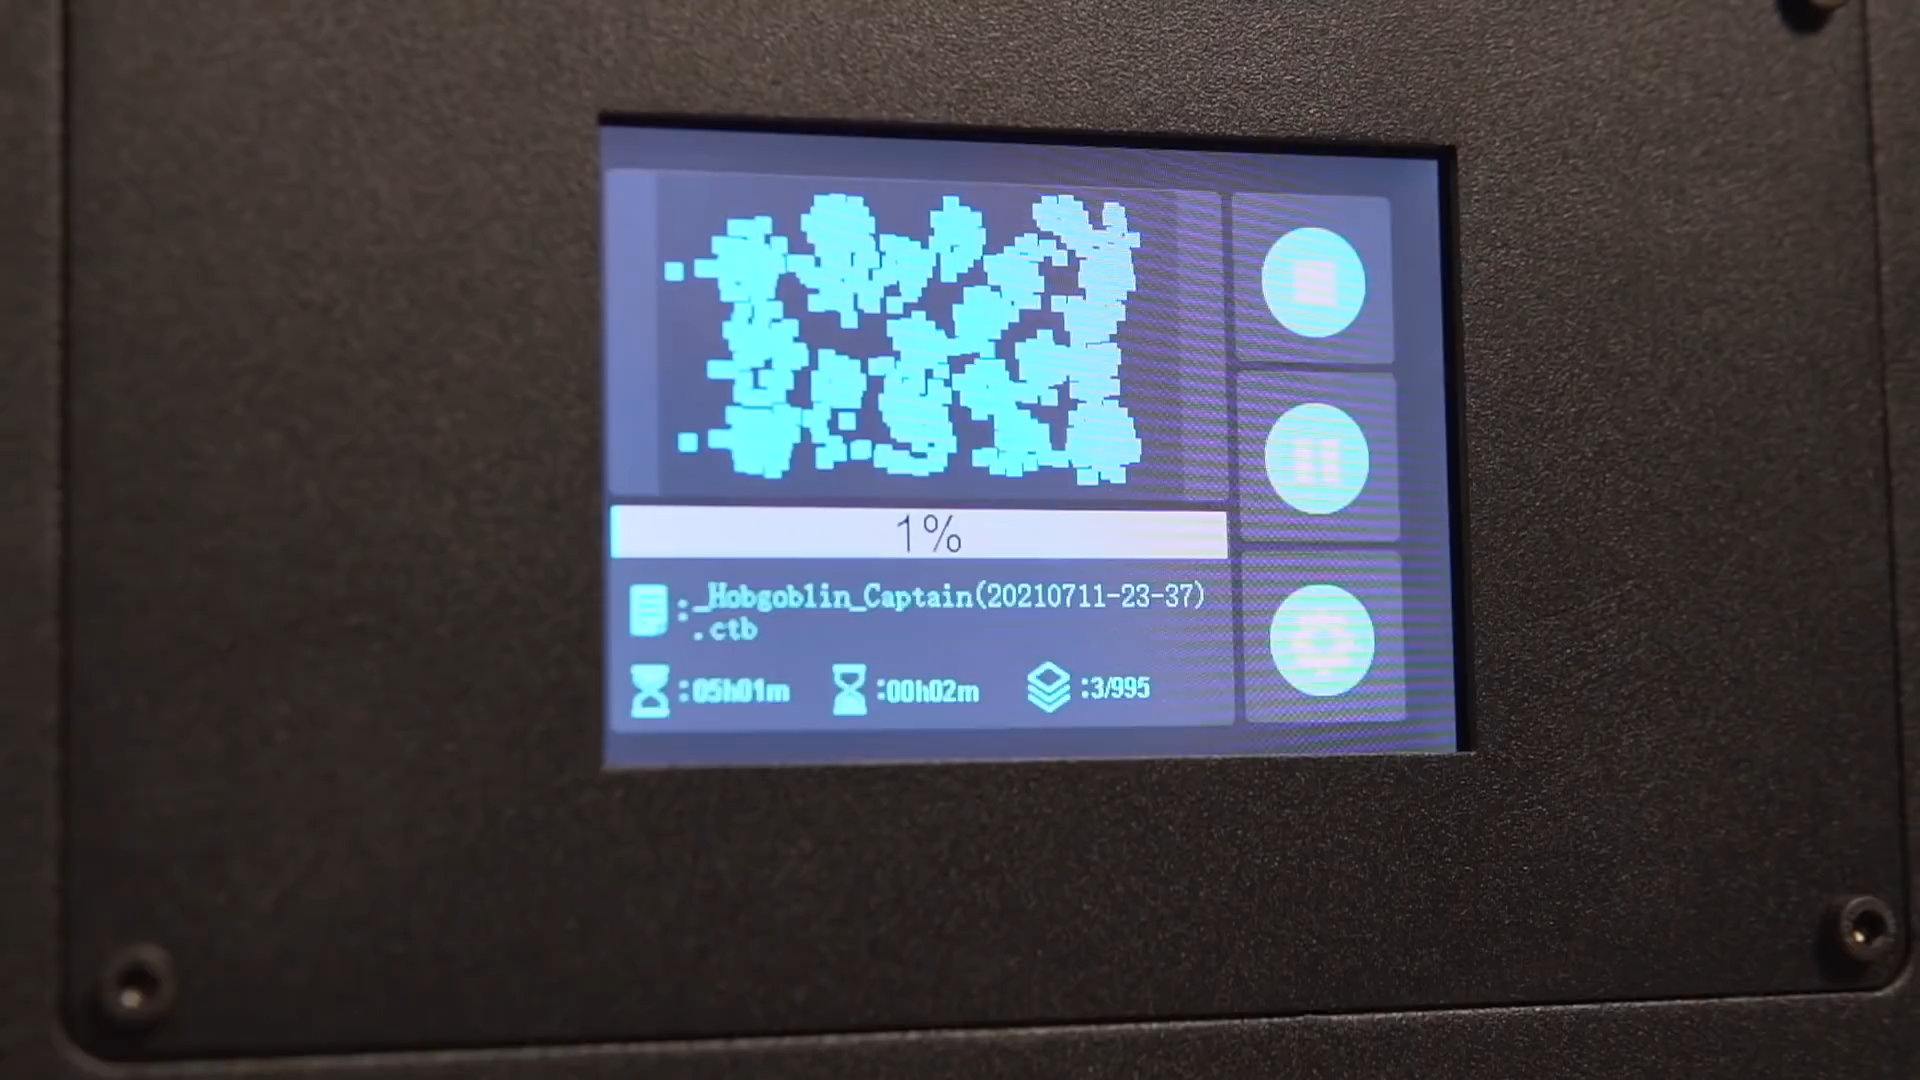 1%
:_Hobgoblin_Captain(20210711-23-37)
.ctb
:05h01m :00h02m :3/995